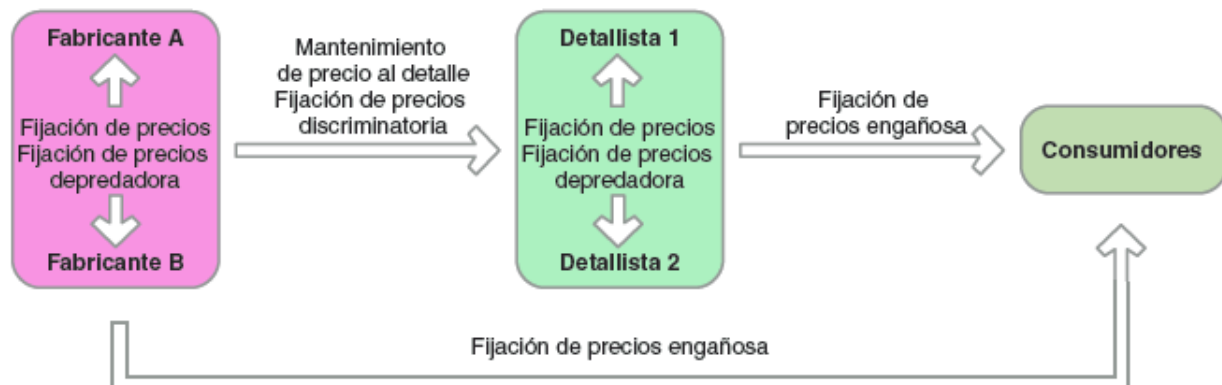 Fabricante A
Fijación de precios
Fijación de precios
depredadora
Fabricante B
Mantenimiento
de precio al detalle
Fijación de precios
discriminatoria
Detallista 1
Fijación de precios
Fijación de precios
depredadora
Detallista 2
Fijación de
precios engañosa
Consumidores
Fijación de precios engañosa